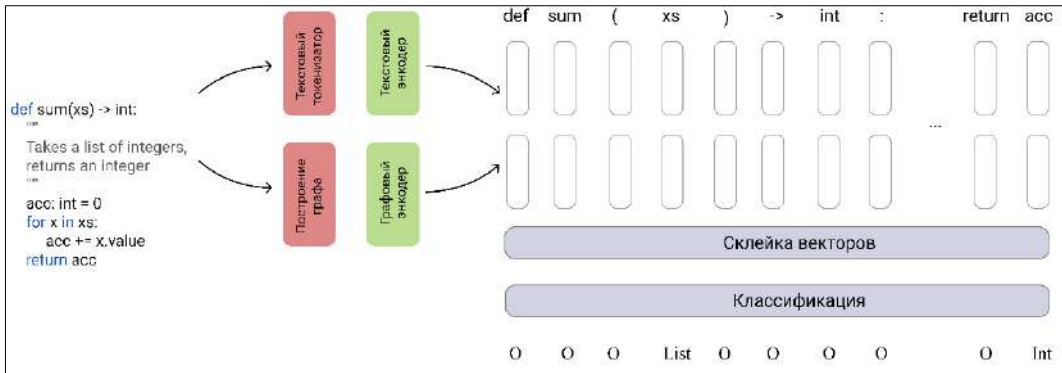 def sum(xs) -> int:
"""
Takes a list of integers,
returns an integer
"""
acc: int = 0
for x in xs:
acc += x.value
return acc
Текстовый
токенизатор
Текстовый
энкодер
Построение
графа
Графовый
энкодер
def sum ( xs ) -> int : return acc
...
Склейка векторов
Классификация
O O O List O O O O O Int